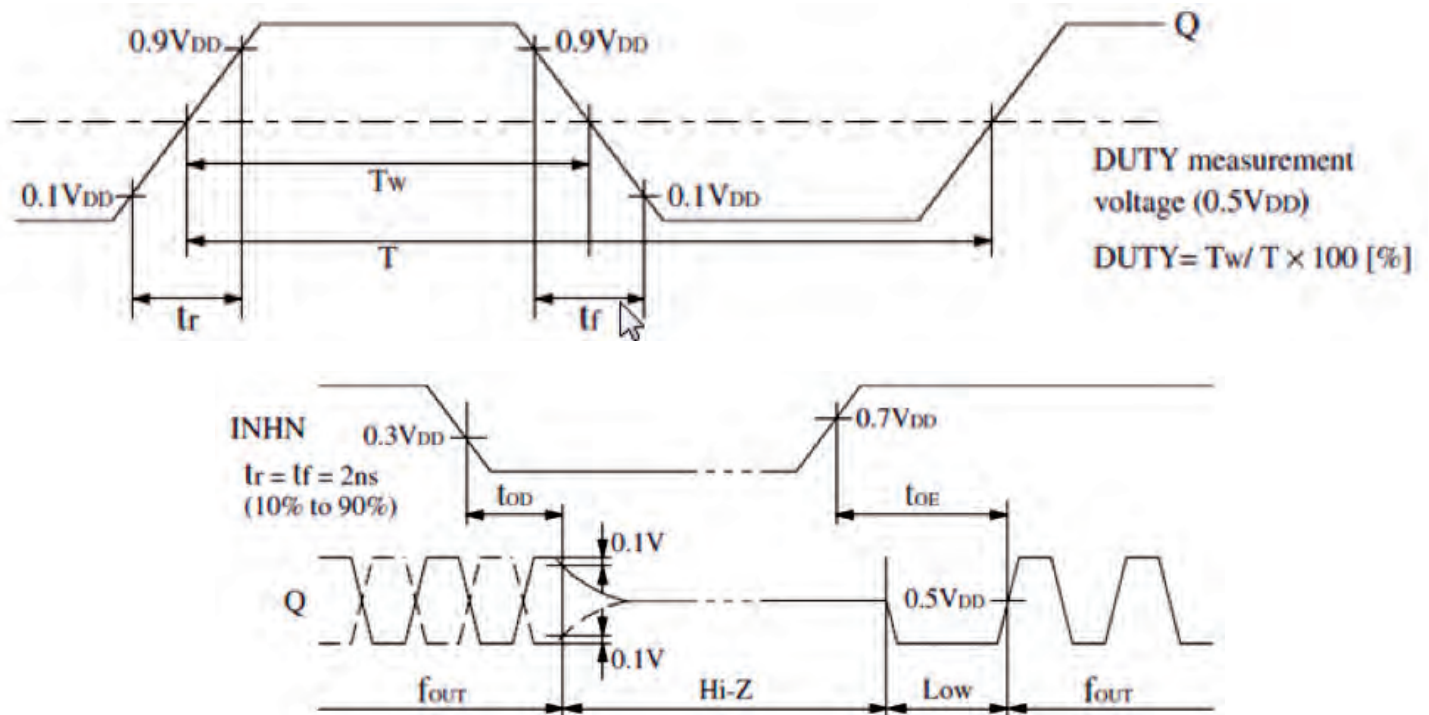 Q
0.9VDD
0.9VDD
DUTY measurement
voltage (0.5VDD)
DUTY= Tw/ T × 100 [%]
Tw
0.1VDD
0.1VDD
T
tr
tf
INHN
tr = tf = 2ns
(10% to 90%)
0.3VDD
0.7VDD
tOD
tOE
0.1V
Q
0.5VDD
0.1V
fOUT
Hi-Z
Low
fOUT